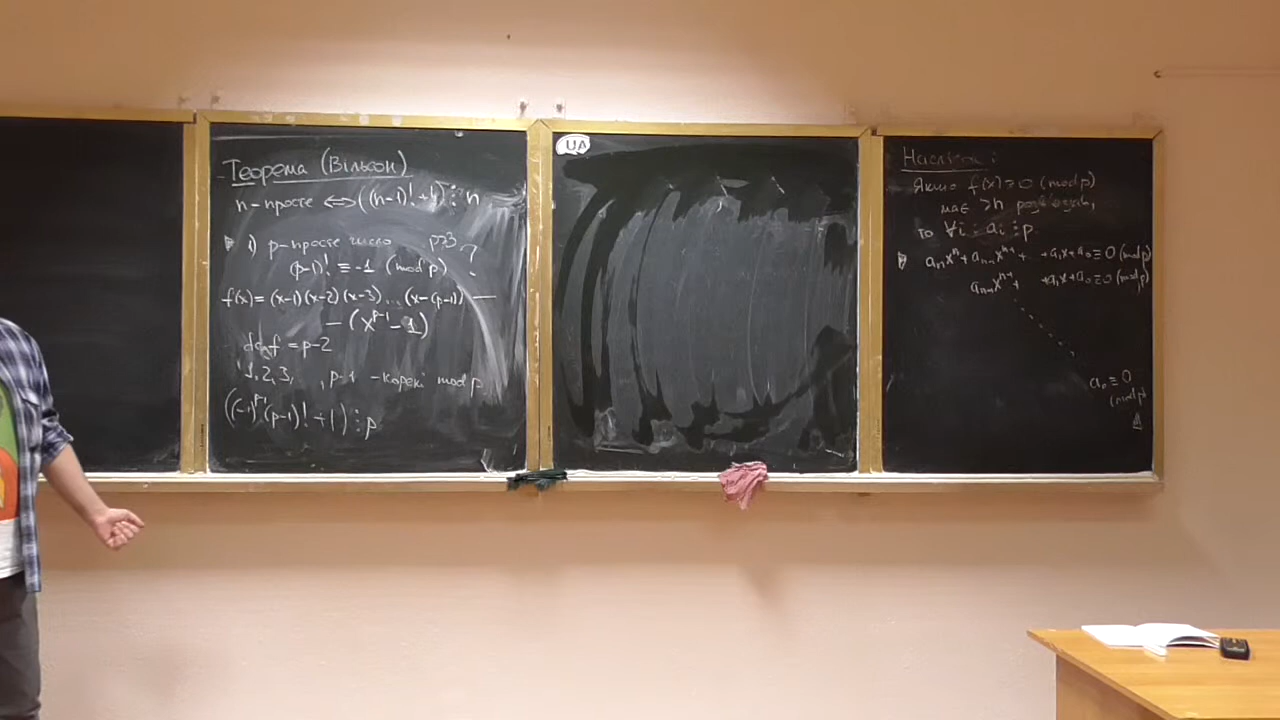 Теорема (Вільсон)
n - просте ⟺ ((n-1)! + 1) ⋮ n
1) p - просте число p>3
(p-1)! ≡ -1 (mod p) ?
f(x) = (x-1)(x-2)(x-3)...(x-(p-1)) —
— (x^{p-1} - 1)
deg f = p-2
1, 2, 3, , p-1 - корені mod p
((-1)^{p-1}(p-1)! + 1) ⋮ p
UA
Наслідок:
Якщо f(x) ≡ 0 (mod p)
має >n
то ∀i : a_i ⋮ p
a_n x^n + a_{n-1} x^{n-1} + + a_1 x + a_0 ≡ 0 (mod p)
a_{n-1} x^{n-1} + + a_1 x + a_0 ≡ 0 (mod p)
a_0 ≡ 0
(mod p)